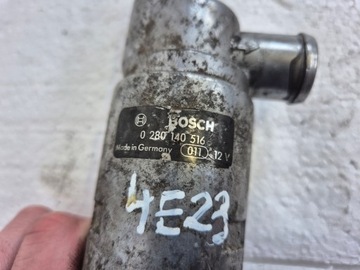 BOSCH
0 280 140 516
Made in Germany 011 12 V
4E23